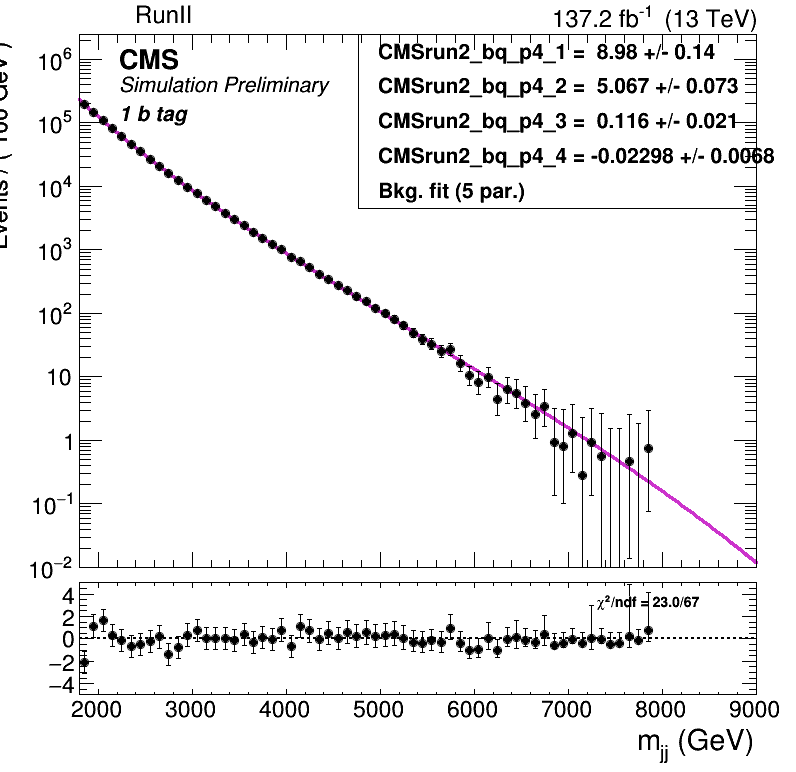 RunII
137.2 fb⁻¹ (13 TeV)
CMS
Simulation Preliminary
1 b tag
CMSrun2_bq_p4_1 = 8.98 +/- 0.14
CMSrun2_bq_p4_2 = 5.067 +/- 0.073
CMSrun2_bq_p4_3 = 0.116 +/- 0.021
CMSrun2_bq_p4_4 = -0.02298 +/- 0.0068
Bkg. fit (5 par.)
Events / ( 100 GeV )
10⁶
10⁵
10⁴
10³
10²
10
1
10⁻¹
10⁻²
χ²/ndf = 23.0/67
4
2
0
−2
−4
2000 3000 4000 5000 6000 7000 8000 9000
m_jj (GeV)